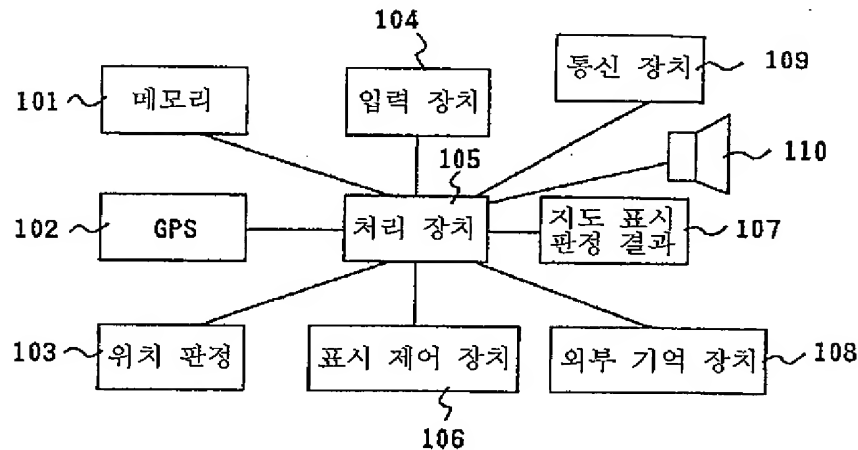 104
통신 장치
109
101
메모리
입력 장치
105
110
102
GPS
처리 장치
지도 표시
판정 결과
107
103
위치 판정
표시 제어 장치
외부 기억 장치
108
106